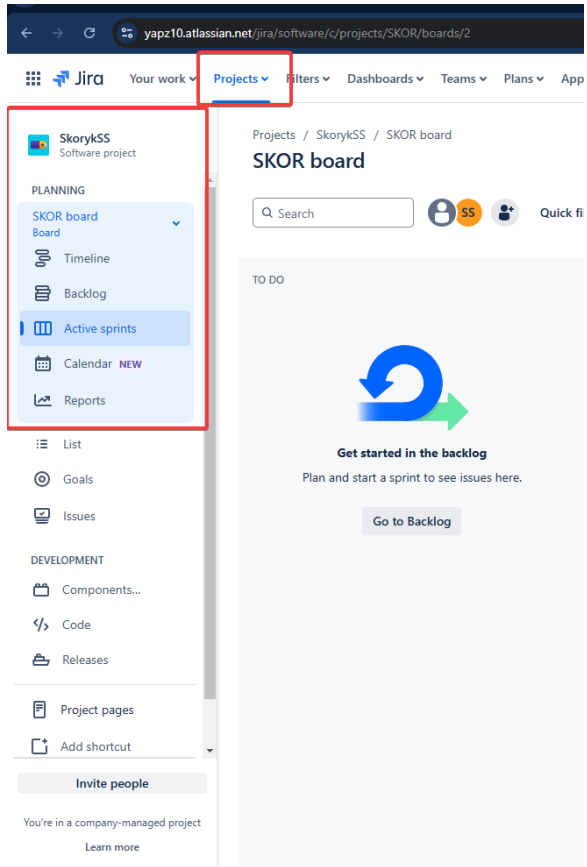 yapz10.atlassian.net/jira/software/c/projects/SKOR/boards/2
Jira Your work Projects Filters Dashboards Teams Plans App
SkorykSS
Software project
Projects / SkorykSS / SKOR board
SKOR board
PLANNING
SKOR board
Board
Search
SS
Quick fi
Timeline
Backlog
Active sprints
Calendar NEW
Reports
List
Goals
Issues
TO DO
Get started in the backlog
Plan and start a sprint to see issues here.
Go to Backlog
DEVELOPMENT
Components...
Code
Releases
Project pages
Add shortcut
Invite people
You're in a company-managed project
Learn more